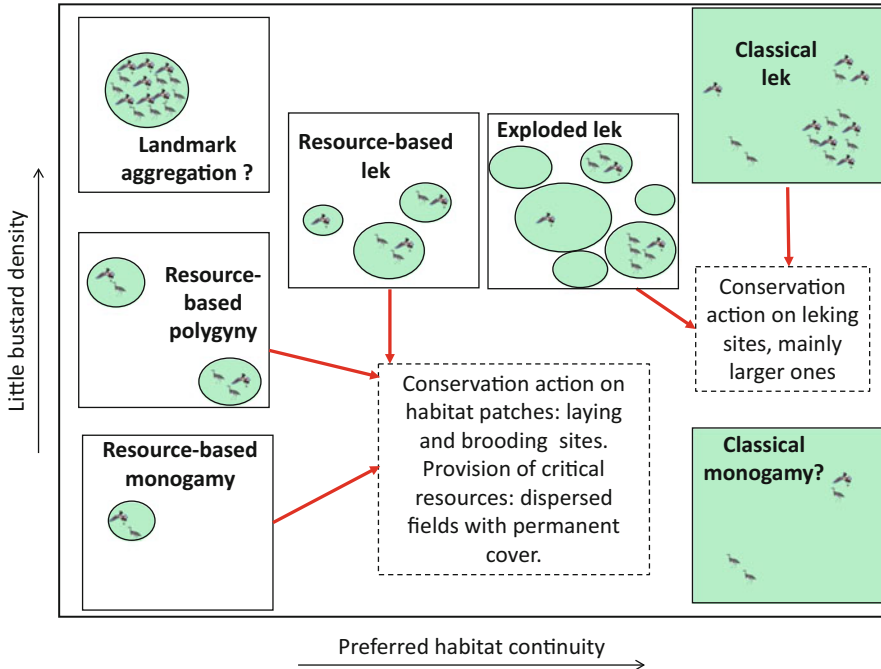 Little bustard density
Landmark
aggregation ?
Resource-based
lek
Exploded lek
Classical
lek
Resource-
based
polygyny
Conservation
action on leking
sites, mainly
larger ones
Resource-based
monogamy
Conservation action on
habitat patches: laying
and brooding sites.
Provision of critical
resources: dispersed
fields with permanent
cover.
Classical
monogamy?
Preferred habitat continuity